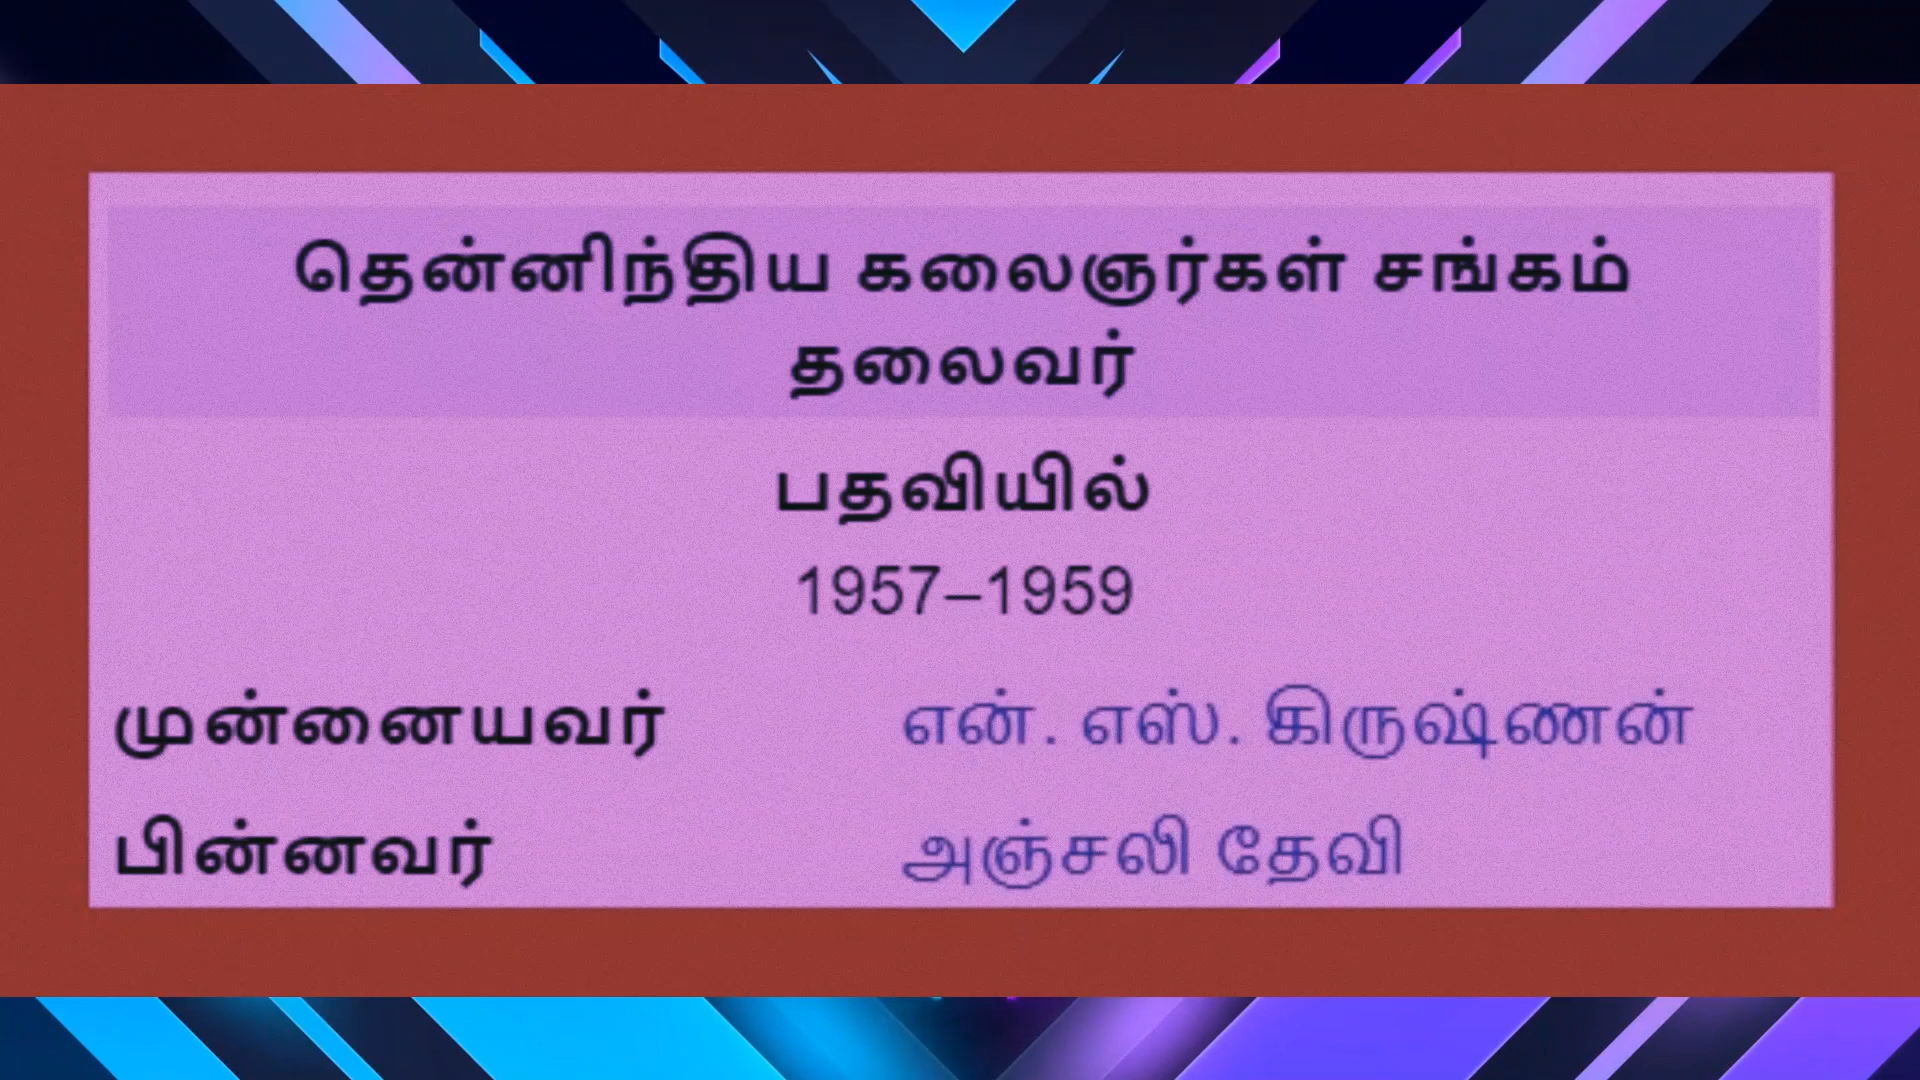 தென்னிந்திய கலைஞர்கள் சங்கம்
தலைவர்
பதவியில்
1957–1959
முன்னையவர் என். எஸ். கிருஷ்ணன்
பின்னவர் அஞ்சலி தேவி